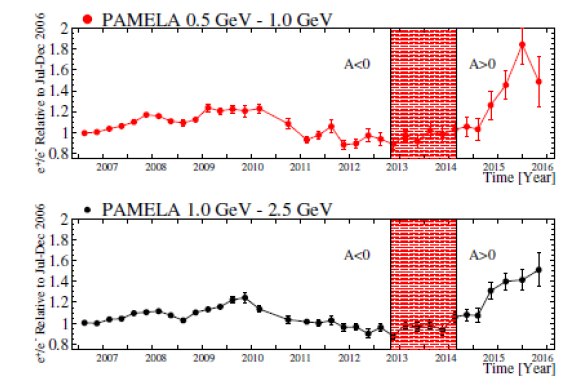 PAMELA 0.5 GeV - 1.0 GeV
e⁺/e⁻ Relative to Jul-Dec 2006
2
1.8
1.6
1.4
1.2
1
0.8
A<0
A>0
2007 2008 2009 2010 2011 2012 2013 2014 2015 2016
Time [Year]
PAMELA 1.0 GeV - 2.5 GeV
e⁺/e⁻ Relative to Jul-Dec 2006
2
1.8
1.6
1.4
1.2
1
0.8
A<0
A>0
2007 2008 2009 2010 2011 2012 2013 2014 2015 2016
Time [Year]